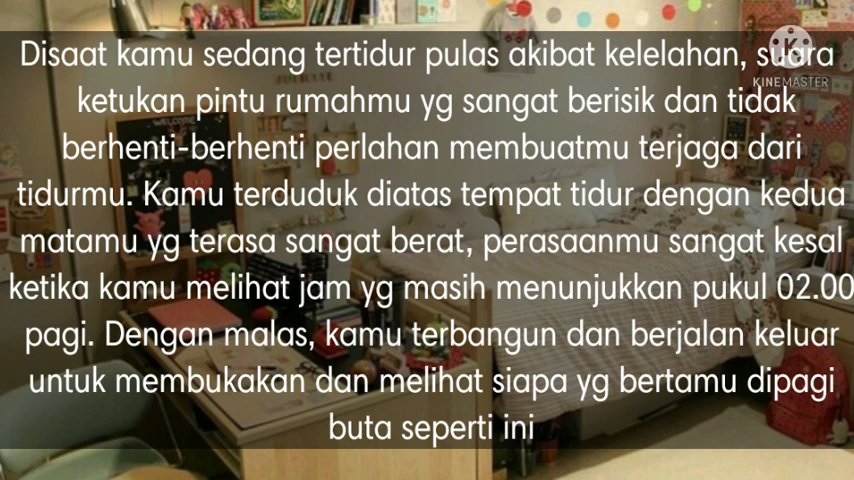 Disaat kamu sedang tertidur pulas akibat kelelahan, suara
ketukan pintu rumahmu yg sangat berisik dan tidak
berhenti-berhenti perlahan membuatmu terjaga dari
tidurmu. Kamu terduduk diatas tempat tidur dengan kedua
matamu yg terasa sangat berat, perasaanmu sangat kesal
ketika kamu melihat jam yg masih menunjukkan pukul 02.00
pagi. Dengan malas, kamu terbangun dan berjalan keluar
untuk membukakan dan melihat siapa yg bertamu dipagi
buta seperti ini
K
KINEMASTER
WELCOME